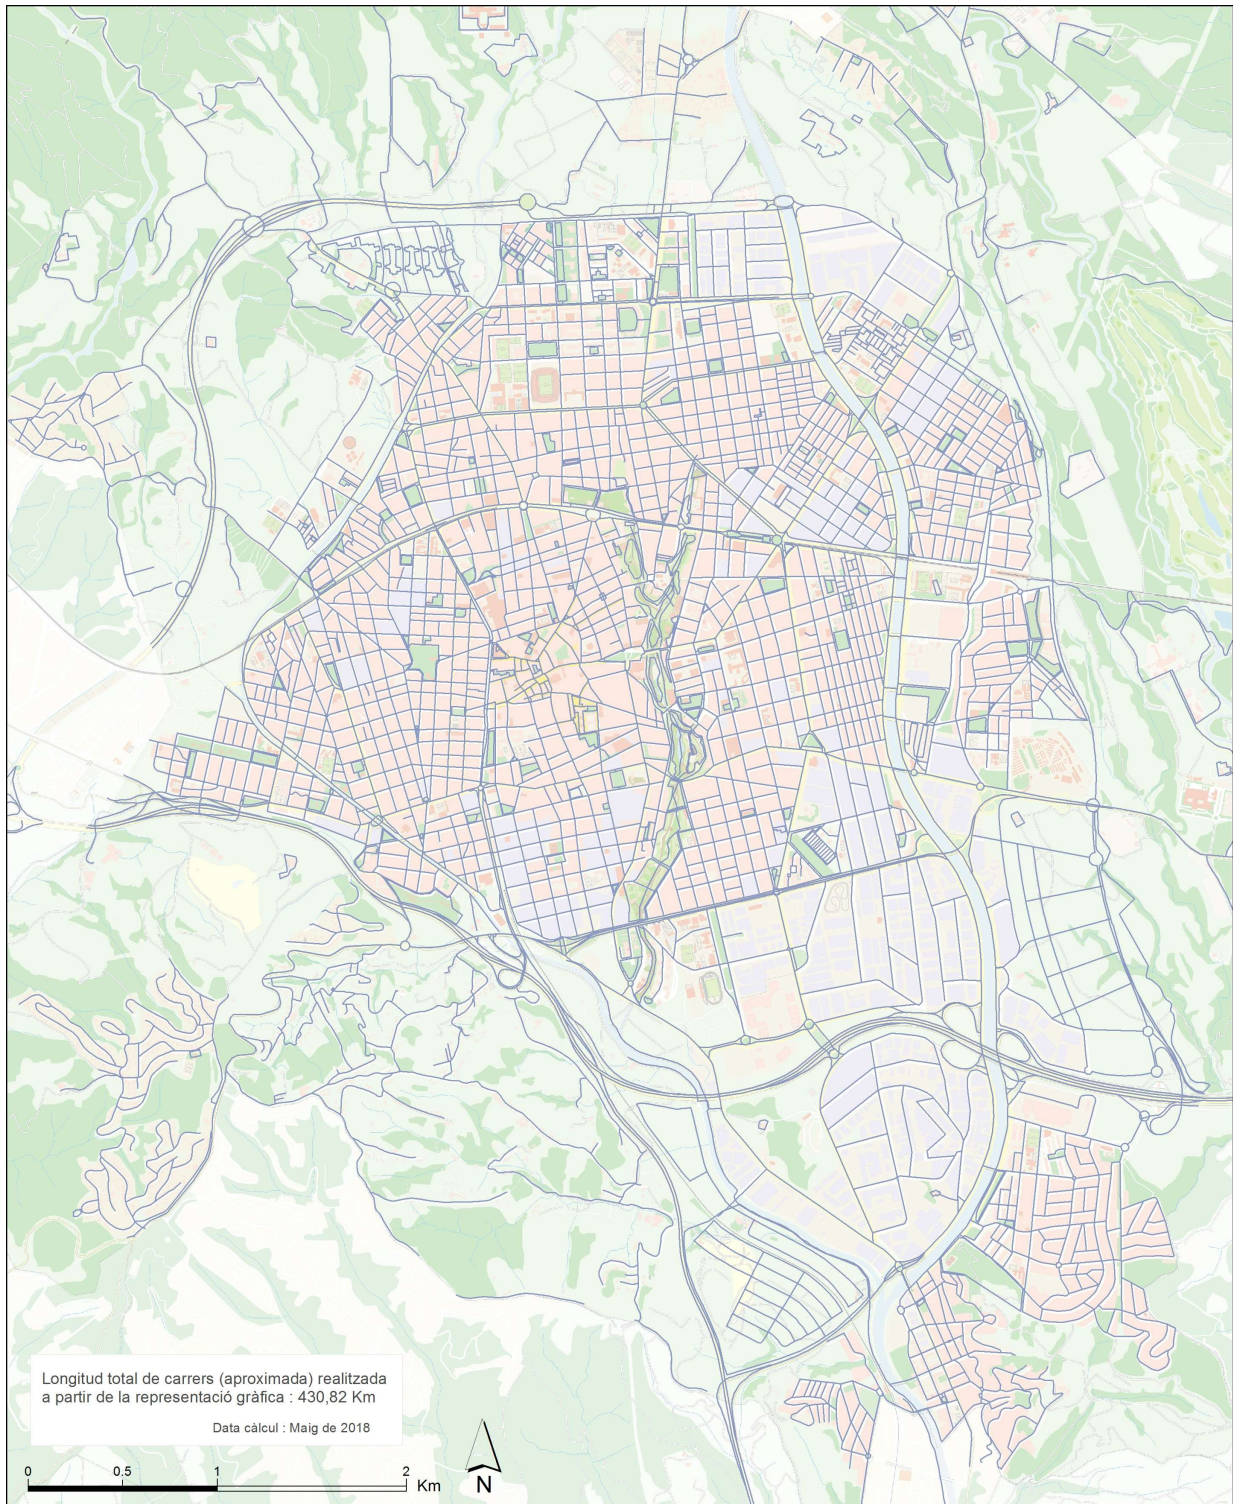 Longitud total de carrers (aproximada) realitzada
a partir de la representació gràfica : 430,82 Km
Data càlcul : Maig de 2018
0 0.5 1 2
Km
N